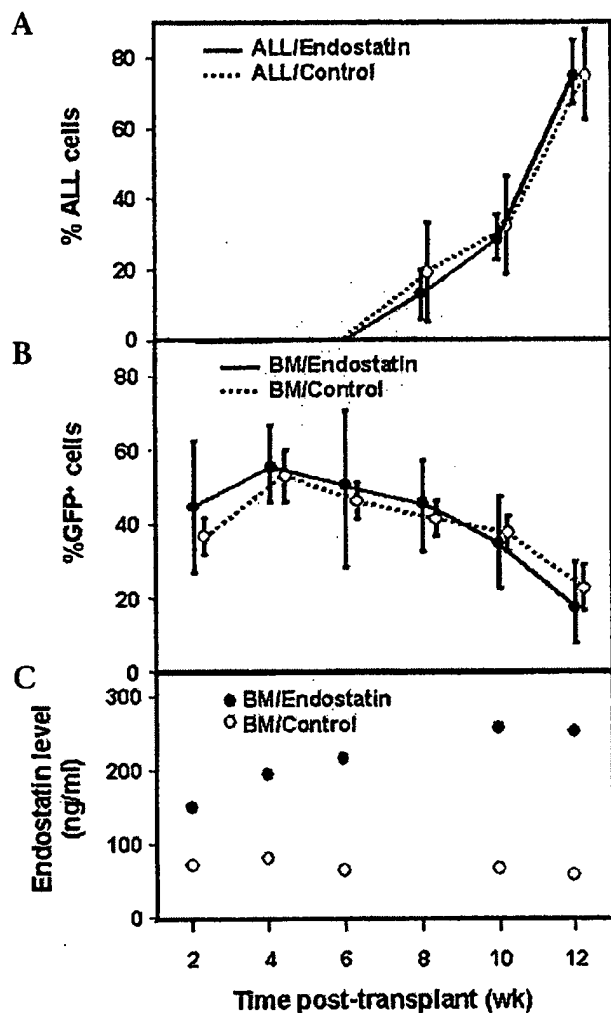 A
ALL/Endostatin
ALL/Control
80
60
40
20
0
% ALL cells
B
BM/Endostatin
BM/Control
80
60
40
20
0
%GFP⁺ cells
C
BM/Endostatin
BM/Control
300
200
100
0
Endostatin level
(ng/ml)
2 4 6 8 10 12
Time post-transplant (wk)